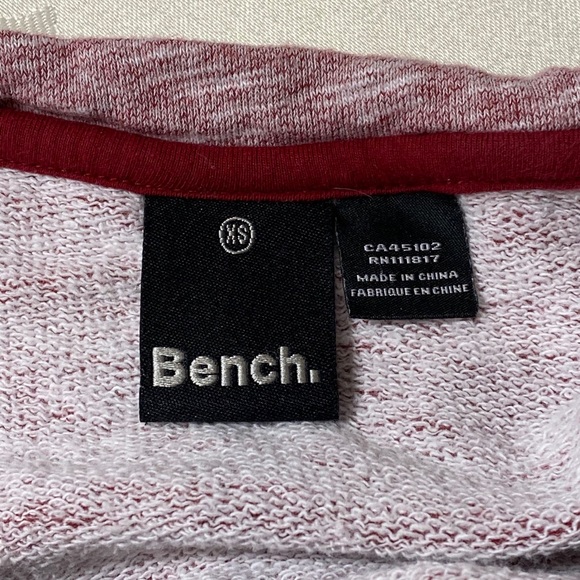 XS
Bench.
CA45102
RN111817
MADE IN CHINA
FABRIQUE EN CHINE